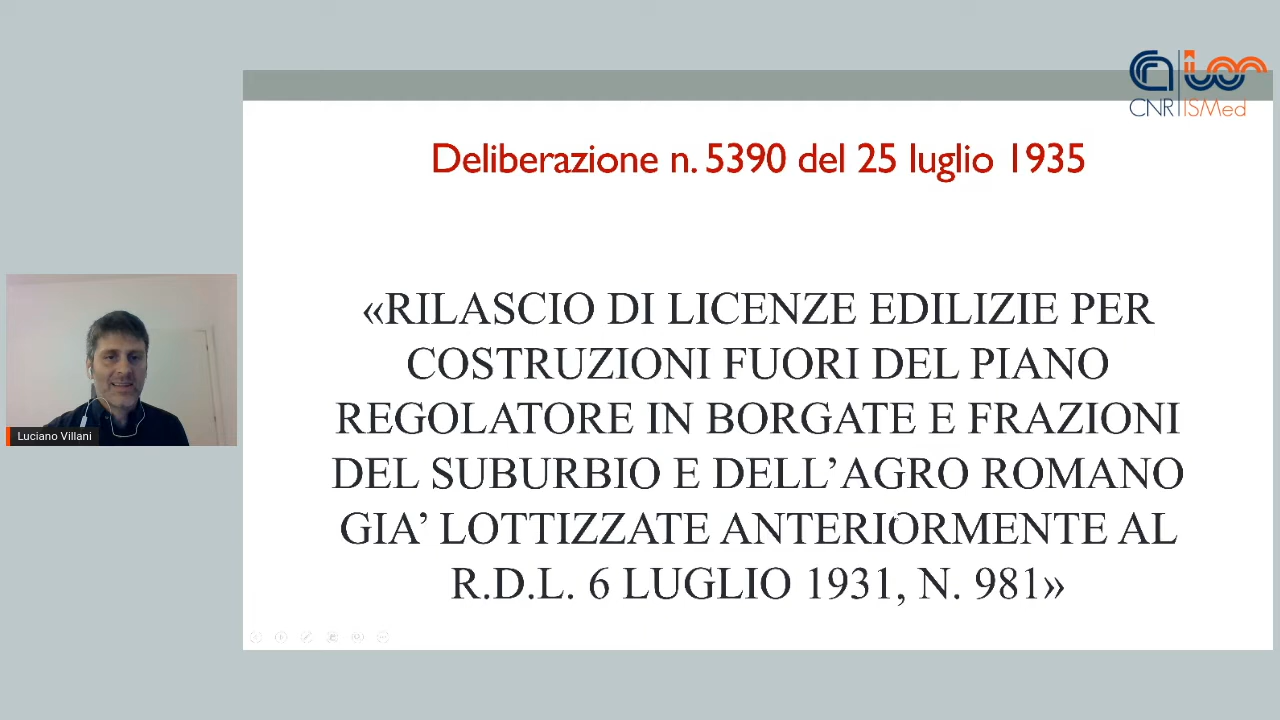 CNR ISMed
Deliberazione n. 5390 del 25 luglio 1935
«RILASCIO DI LICENZE EDILIZIE PER
COSTRUZIONI FUORI DEL PIANO
REGOLATORE IN BORGATE E FRAZIONI
DEL SUBURBIO E DELL’AGRO ROMANO
GIA’ LOTTIZZATE ANTERIORMENTE AL
R.D.L. 6 LUGLIO 1931, N. 981»
Luciano Villani